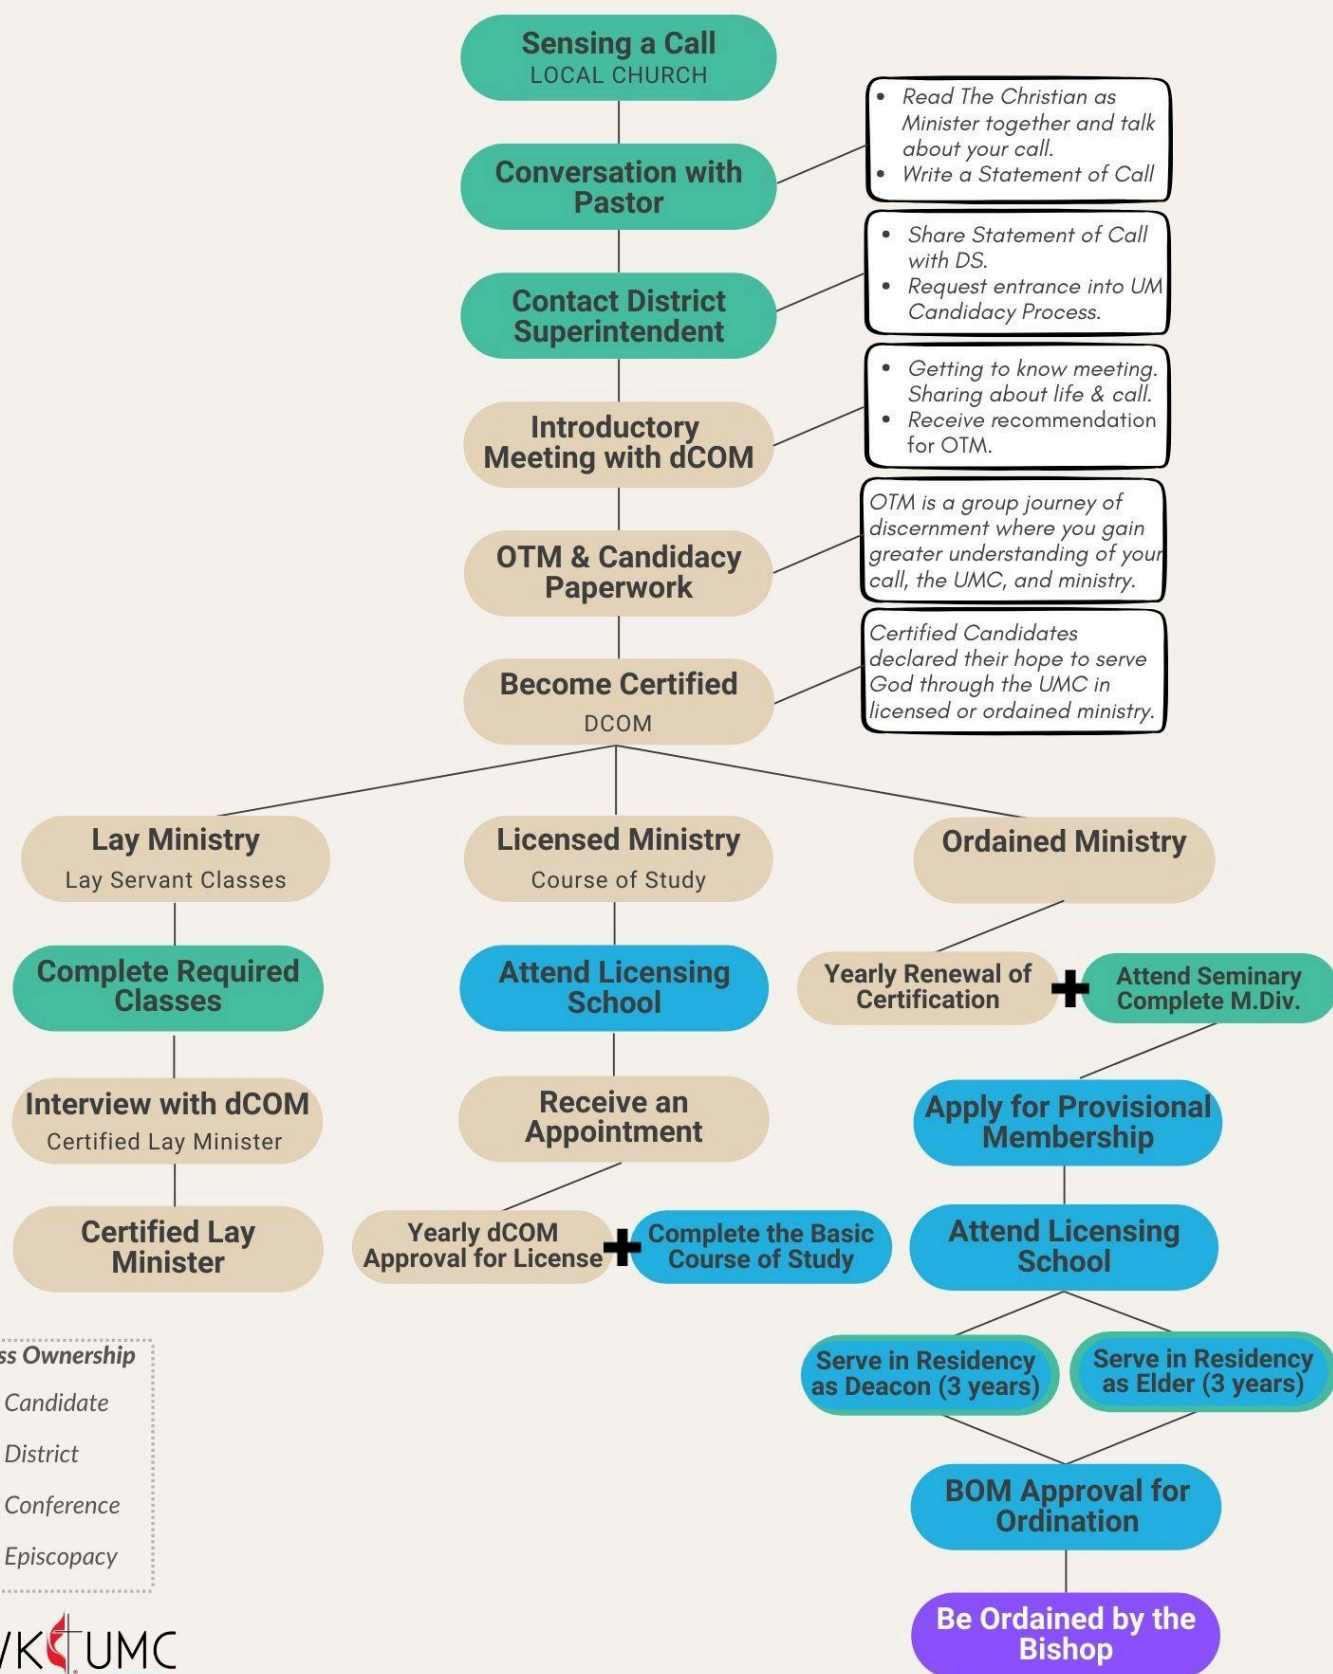 Sensing a Call
LOCAL CHURCH
Conversation with
Pastor
• Read The Christian as
Minister together and talk
about your call.
• Write a Statement of Call
Contact District
Superintendent
• Share Statement of Call
with DS.
• Request entrance into UM
Candidacy Process.
Introductory
Meeting with dCOM
• Getting to know meeting.
Sharing about life & call.
• Receive recommendation
for OTM.
OTM & Candidacy
Paperwork
OTM is a group journey of
discernment where you gain
greater understanding of your
call, the UMC, and ministry.
Become Certified
DCOM
Certified Candidates
declared their hope to serve
God through the UMC in
licensed or ordained ministry.
Lay Ministry
Lay Servant Classes
Complete Required
Classes
Interview with dCOM
Certified Lay Minister
Certified Lay
Minister
Licensed Ministry
Course of Study
Attend Licensing
School
Receive an
Appointment
Yearly dCOM
Approval for License
+
Complete the Basic
Course of Study
Ordained Ministry
Yearly Renewal of
Certification
+
Attend Seminary
Complete M.Div.
Apply for Provisional
Membership
Attend Licensing
School
Serve in Residency
as Deacon (3 years)
Serve in Residency
as Elder (3 years)
BOM Approval for
Ordination
Be Ordained by the
Bishop
ss Ownership
Candidate
District
Conference
Episcopacy
K UMC